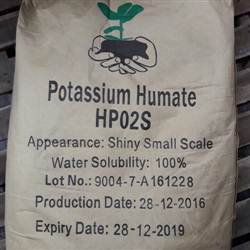 Potassium Humate
HP02S
Appearance: Shiny Small Scale
Water Solubility: 100%
Lot No.: 9004-7-A161228
Production Date: 28-12-2016
Expiry Date: 28-12-2019